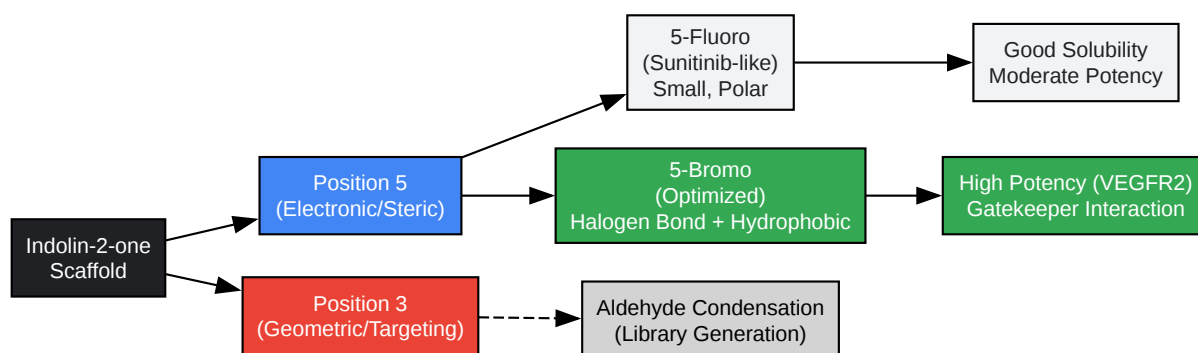 Indolin-2-one
Scaffold
Position 5
(Electronic/Steric)
Position 3
(Geometric/Targeting)
5-Fluoro
(Sunitinib-like)
Small, Polar
5-Bromo
(Optimized)
Halogen Bond + Hydrophobic
Aldehyde Condensation
(Library Generation)
Good Solubility
Moderate Potency
High Potency (VEGFR2)
Gatekeeper Interaction